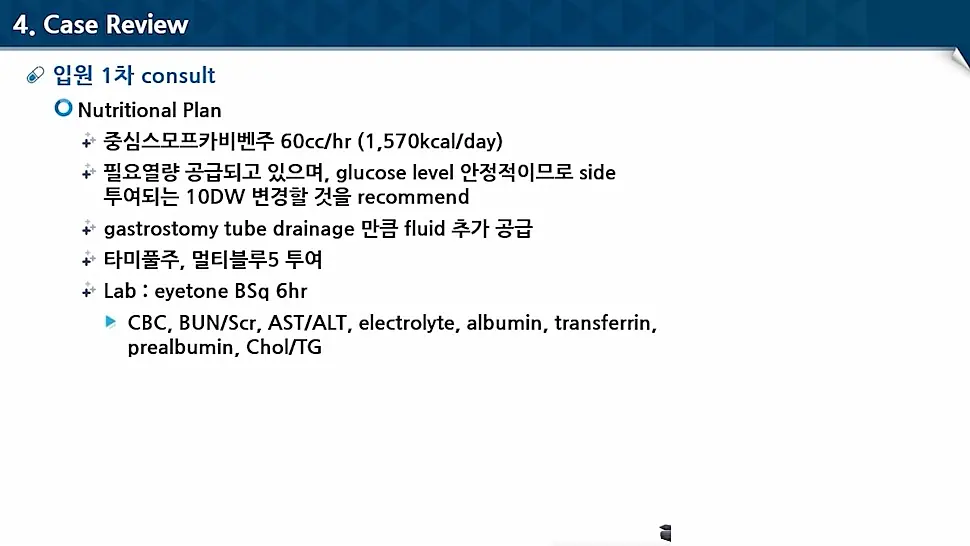 4. Case Review
입원 1차 consult
Nutritional Plan
중심스모프카비벤주 60cc/hr (1,570kcal/day)
필요열량 공급되고 있으며, glucose level 안정적이므로 side
투여되는 10DW 변경할 것을 recommend
gastrostomy tube drainage 만큼 fluid 추가 공급
타미풀주, 멀티블루5 투여
Lab : eyetone BSq 6hr
CBC, BUN/Scr, AST/ALT, electrolyte, albumin, transferrin,
prealbumin, Chol/TG